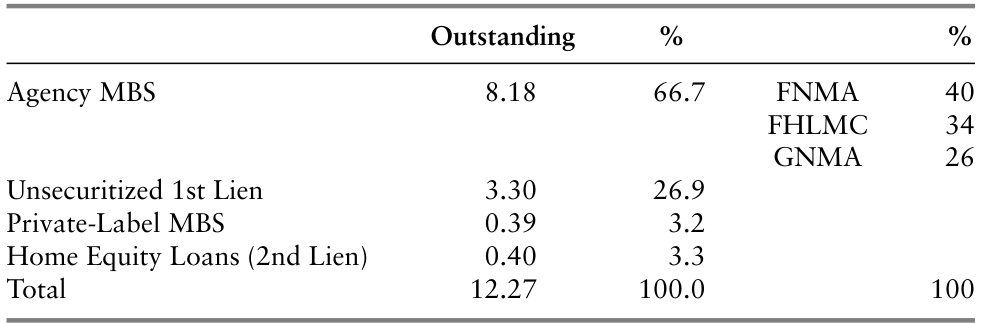 Outstanding % %
Agency MBS 8.18 66.7 FNMA 40
FHLMC 34
GNMA 26
Unsecuritized 1st Lien 3.30 26.9
Private-Label MBS 0.39 3.2
Home Equity Loans (2nd Lien) 0.40 3.3
Total 12.27 100.0 100